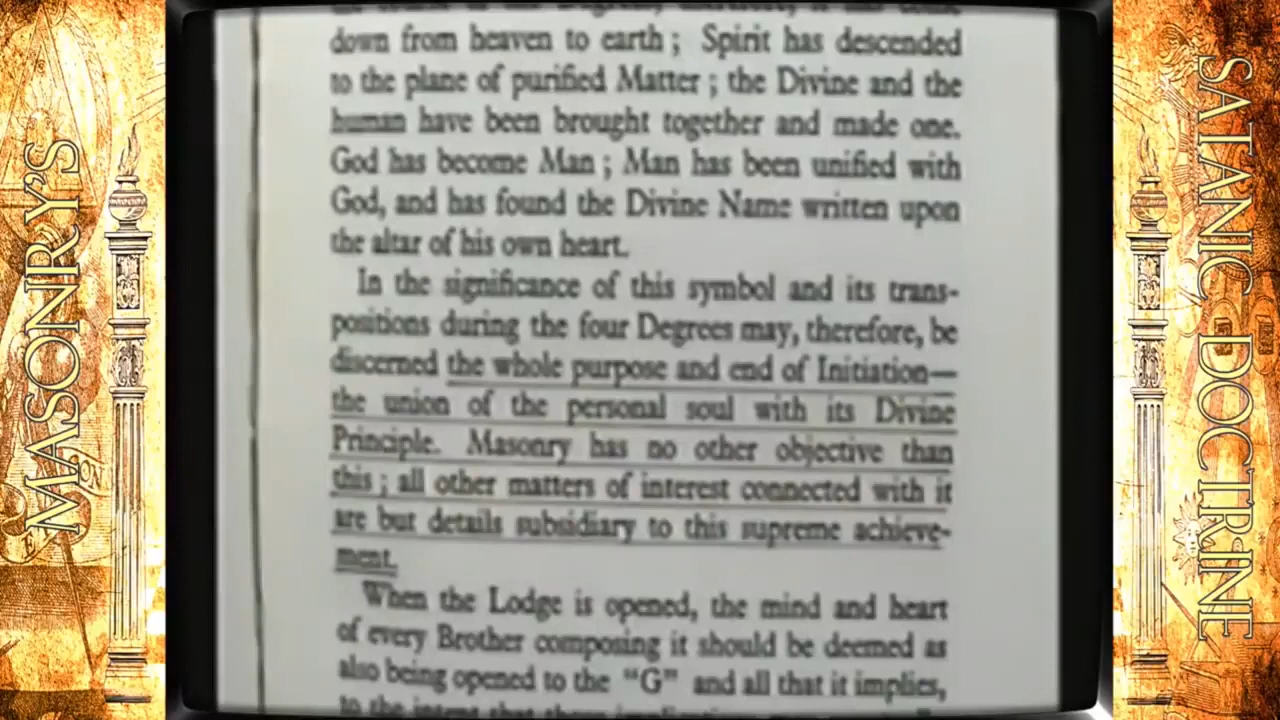 MASONRY'S
down from heaven to earth ; Spirit has descended
to the plane of purified Matter ; the Divine and the
human have been brought together and made one.
God has become Man ; Man has been unified with
God, and has found the Divine Name written upon
the altar of his own heart.
In the significance of this symbol and its trans-
positions during the four Degrees may, therefore, be
discerned the whole purpose and end of Initiation—
the union of the personal soul with its Divine
Principle. Masonry has no other objective than
this ; all other matters of interest connected with it
are but details subsidiary to this supreme achieve-
ment.
When the Lodge is opened, the mind and heart
of every Brother composing it should be deemed as
also being opened to the “G” and all that it implies,
to the
SATANIC DOCTRINE